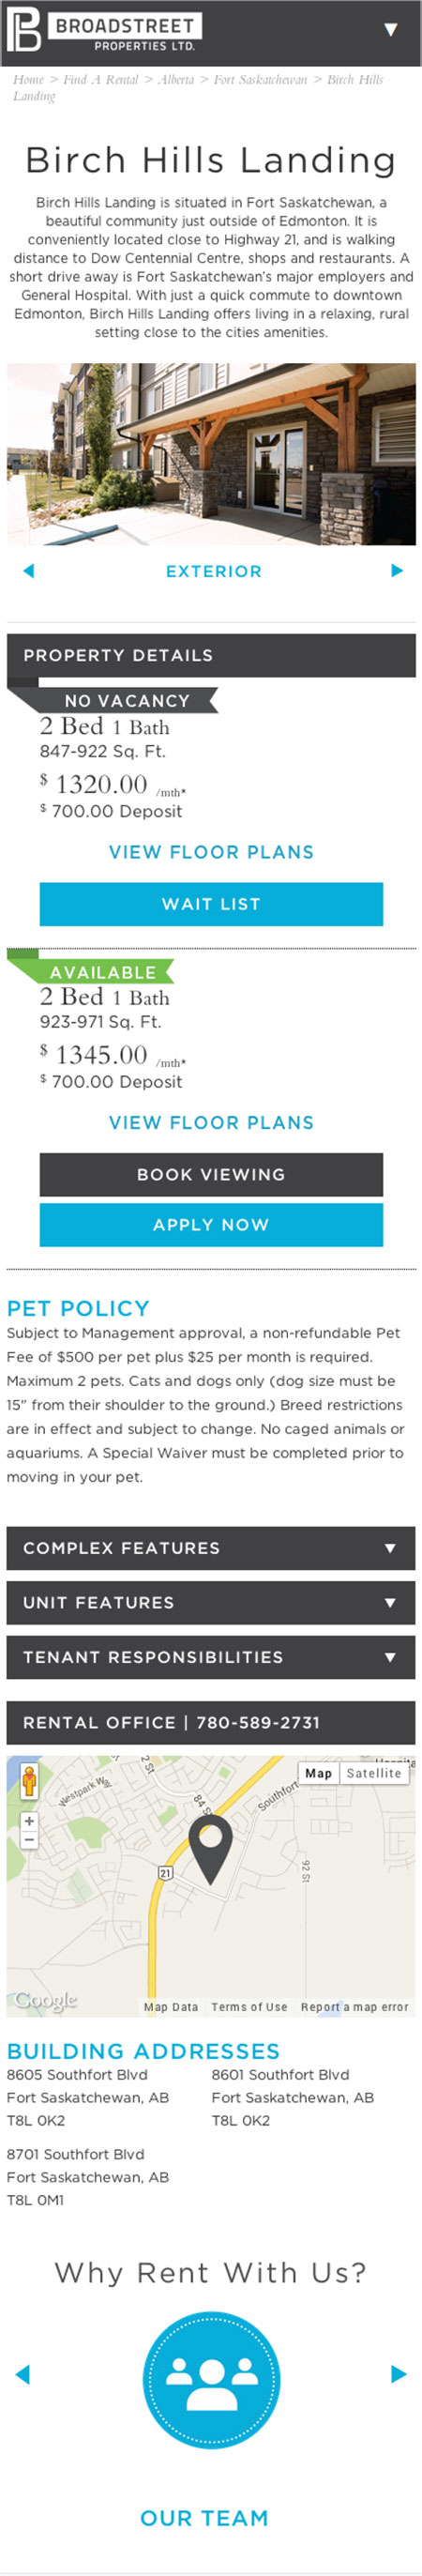 BROADSTREET
PROPERTIES LTD.
Home > Find A Rental > Alberta > Fort Saskatchewan > Birch Hills
Landing
Birch Hills Landing
Birch Hills Landing is situated in Fort Saskatchewan, a
beautiful community just outside of Edmonton. It is
conveniently located close to Highway 21, and is walking
distance to Dow Centennial Centre, shops and restaurants. A
short drive away is Fort Saskatchewan's major employers and
General Hospital. With just a quick commute to downtown
Edmonton, Birch Hills Landing offers living in a relaxing, rural
setting close to the cities amenities.
EXTERIOR
PROPERTY DETAILS
NO VACANCY
2 Bed 1 Bath
847-922 Sq. Ft.
$ 1320.00 /mth*
$ 700.00 Deposit
VIEW FLOOR PLANS
WAIT LIST
AVAILABLE
2 Bed 1 Bath
923-971 Sq. Ft.
$ 1345.00 /mth*
$ 700.00 Deposit
VIEW FLOOR PLANS
BOOK VIEWING
APPLY NOW
PET POLICY
Subject to Management approval, a non-refundable Pet
Fee of $500 per pet plus $25 per month is required.
Maximum 2 pets. Cats and dogs only (dog size must be
15" from their shoulder to the ground.) Breed restrictions
are in effect and subject to change. No caged animals or
aquariums. A Special Waiver must be completed prior to
moving in your pet.
COMPLEX FEATURES
UNIT FEATURES
TENANT RESPONSIBILITIES
RENTAL OFFICE | 780-589-2731
Map Satellite
Westpark Way
84 S
Southfort
21
92 St
Google
Map Data Terms of Use Report a map error
BUILDING ADDRESSES
8605 Southfort Blvd
Fort Saskatchewan, AB
T8L 0K2
8601 Southfort Blvd
Fort Saskatchewan, AB
T8L 0K2
8701 Southfort Blvd
Fort Saskatchewan, AB
T8L 0M1
Why Rent With Us?
OUR TEAM